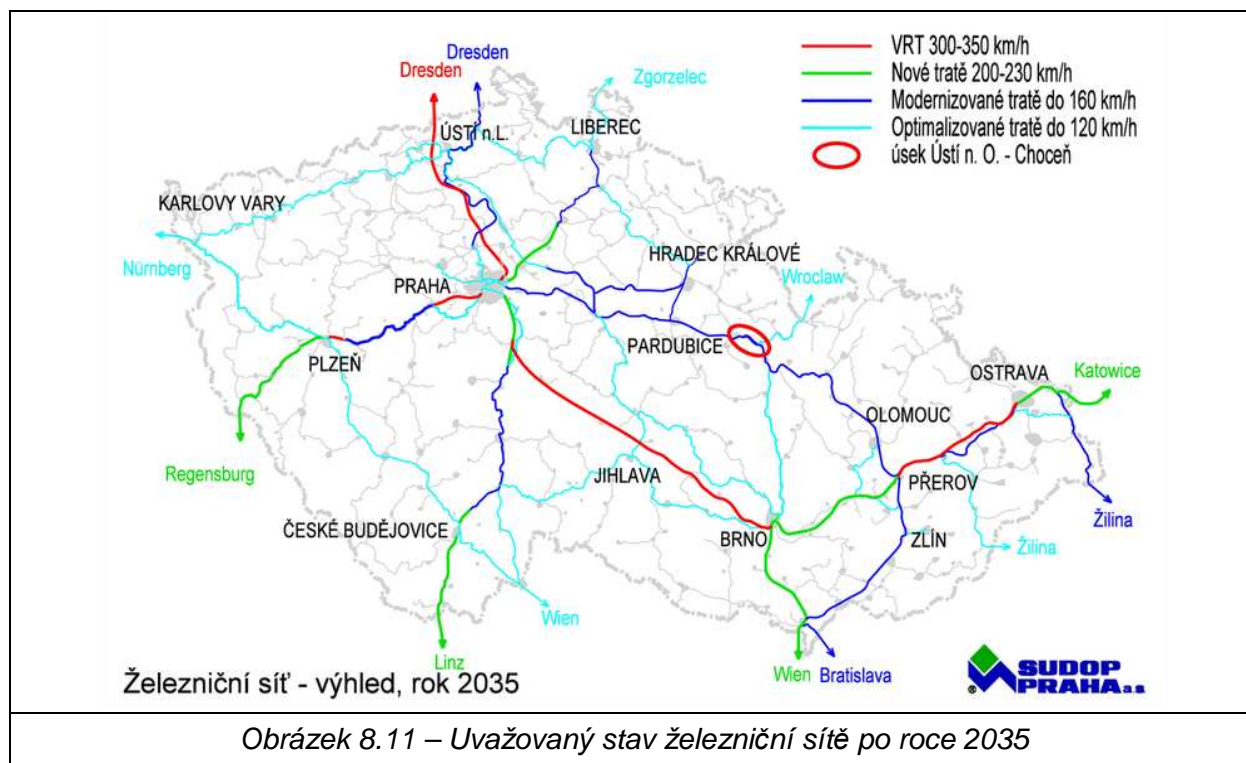 Dresden
Dresden
Zgorzelec
VRT 300-350 km/h
Nové tratě 200-230 km/h
Modernizované tratě do 160 km/h
Optimalizované tratě do 120 km/h
úsek Ústí n. O. - Choceň
ÚSTÍ n.L.
LIBEREC
KARLOVY VARY
Nürnberg
PRAHA
HRADEC KRÁLOVÉ
Wroclaw
PLZEŇ
PARDUBICE
OSTRAVA
Katowice
OLOMOUC
Regensburg
JIHLAVA
PŘEROV
Žilina
ČESKÉ BUDĚJOVICE
BRNO
ZLÍN
Žilina
Wien
Linz
Wien
Bratislava
Železniční síť - výhled, rok 2035
® SUDOP
PRAHA a.s.
Obrázek 8.11 – Uvažovaný stav železniční sítě po roce 2035